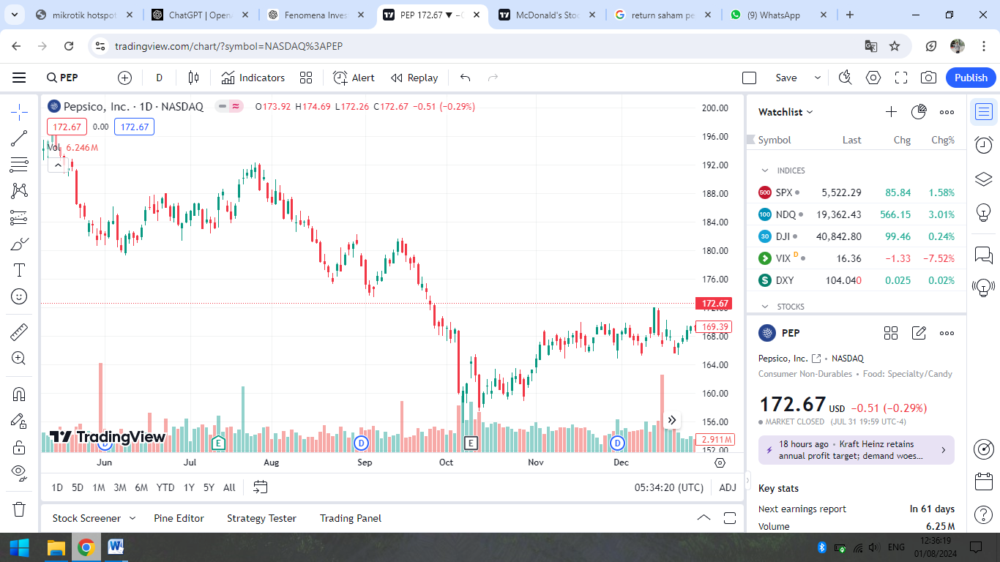 mikrotik hotspot
ChatGPT | OpenA
Fenomena Inves
PEP 172.67 ▼ −0
McDonald's Stoc
return saham pe
(9) WhatsApp
tradingview.com/chart/?symbol=NASDAQ%3APEP
PEP
D
Indicators
Alert
Replay
Save
Publish
Pepsico, Inc. · 1D · NASDAQ
O173.92 H174.69 L172.26 C172.67 −0.51 (−0.29%)
172.67 0.00 172.67
Vol 6.246M
200.00
196.00
192.00
188.00
184.00
180.00
176.00
172.67
172.00
169.39
168.00
164.00
160.00
156.00
2.911M
152.00
TradingView
D E D E D
Jun Jul Aug Sep Oct Nov Dec
1D 5D 1M 3M 6M YTD 1Y 5Y All
05:34:20 (UTC) ADJ
Stock Screener Pine Editor Strategy Tester Trading Panel
Watchlist
Symbol Last Chg Chg%
INDICES
500 SPX 5,522.29 85.84 1.58%
100 NDQ 19,362.43 566.15 3.01%
30 DJI 40,842.80 99.46 0.24%
VIX D 16.36 −1.33 −7.52%
$ DXY 104.040 0.025 0.02%
STOCKS
PEP
Pepsico, Inc. • NASDAQ
Consumer Non-Durables • Food: Specialty/Candy
172.67 USD −0.51 (−0.29%)
MARKET CLOSED (JUL 31 19:59 UTC-4)
18 hours ago • Kraft Heinz retains
annual profit target; demand woes...
Key stats
Next earnings report In 61 days
Volume 6.25M
ENG
12:36:19
01/08/2024